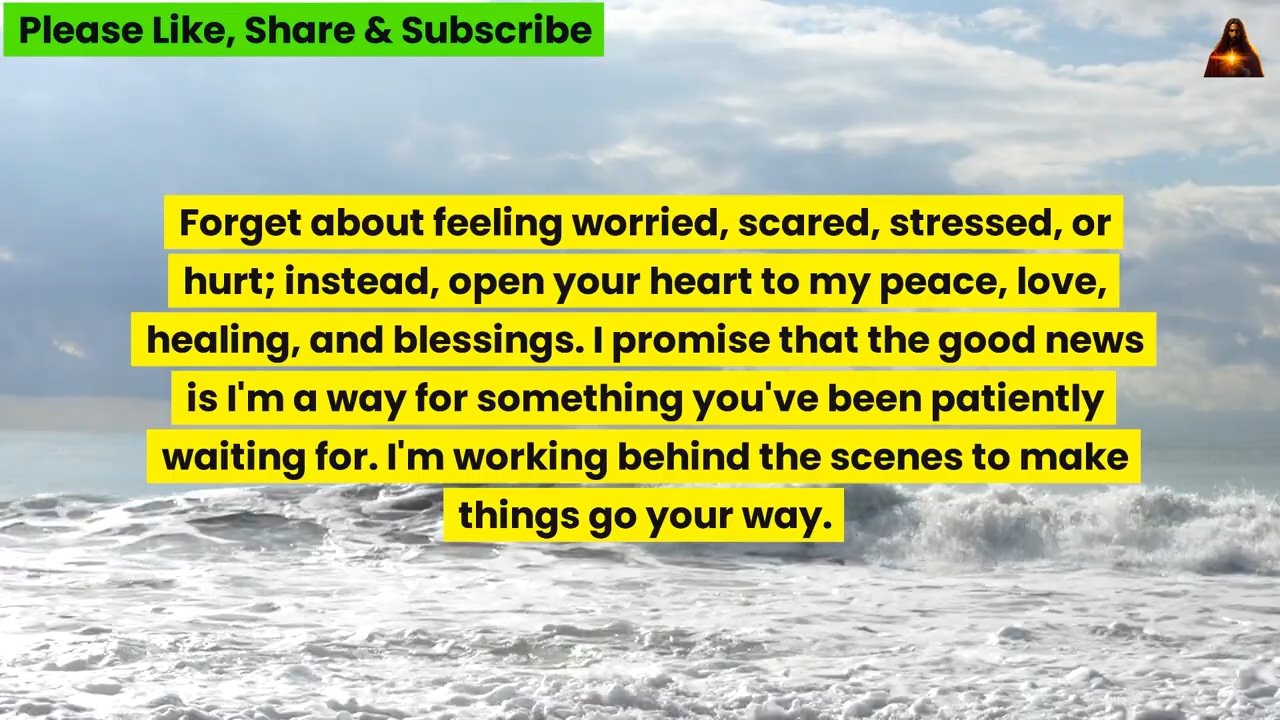 Please Like, Share & Subscribe
Forget about feeling worried, scared, stressed, or
hurt; instead, open your heart to my peace, love,
healing, and blessings. I promise that the good news
is I'm a way for something you've been patiently
waiting for. I'm working behind the scenes to make
things go your way.